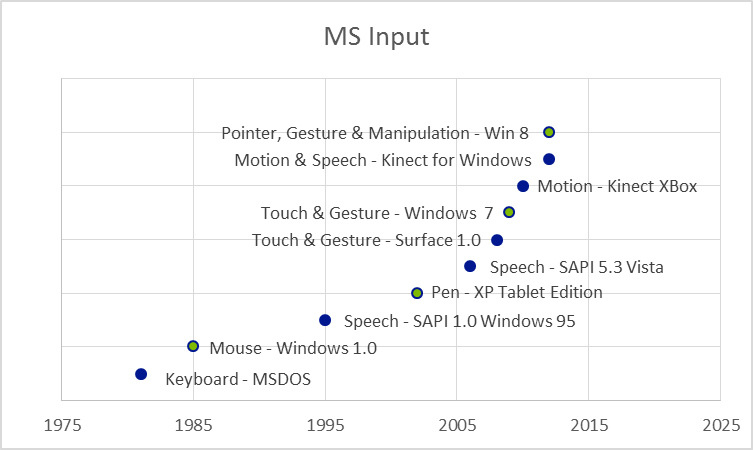 MS Input
Pointer, Gesture & Manipulation - Win 8
Motion & Speech - Kinect for Windows
Motion - Kinect XBox
Touch & Gesture - Windows 7
Touch & Gesture - Surface 1.0
Speech - SAPI 5.3 Vista
Pen - XP Tablet Edition
Speech - SAPI 1.0 Windows 95
Mouse - Windows 1.0
Keyboard - MSDOS
1975 1985 1995 2005 2015 2025